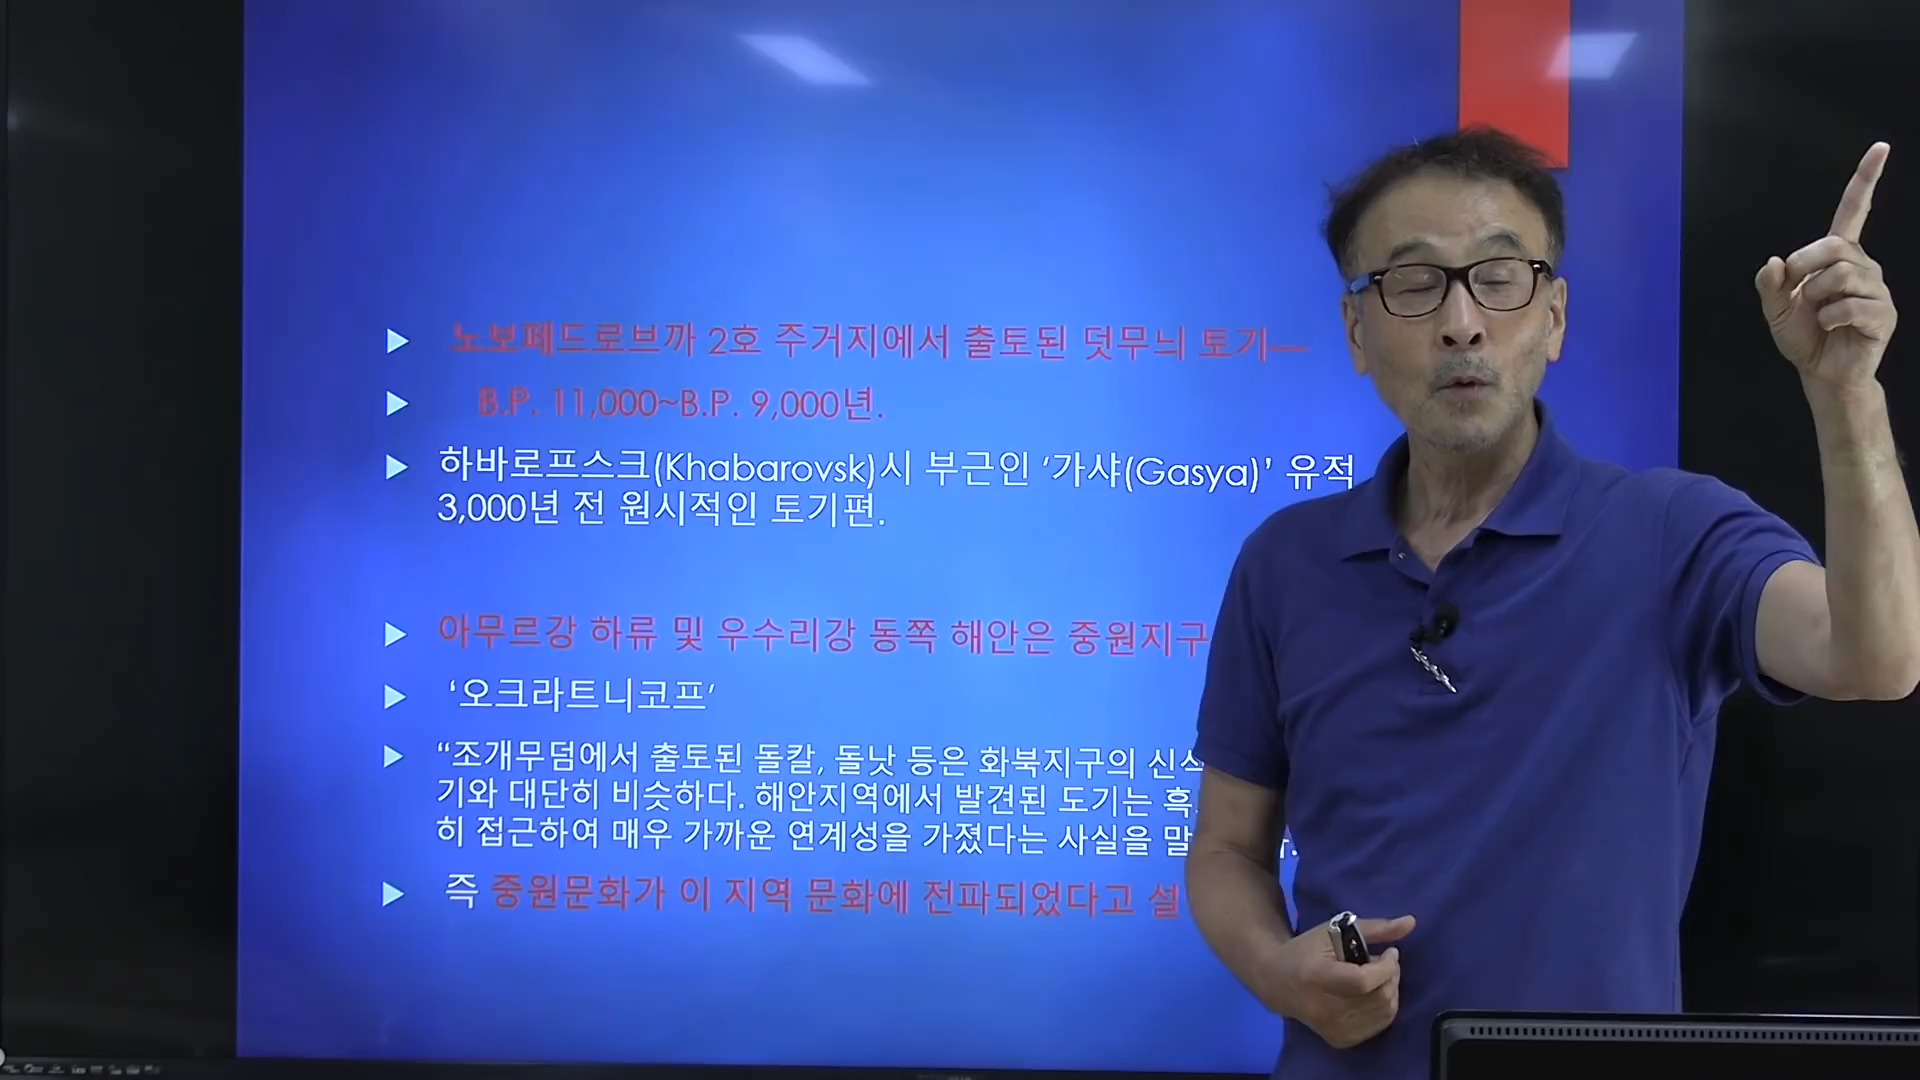 노보페드로브까 2호 주거지에서 출토된 덧무늬 토기—
B.P. 11,000~B.P. 9,000년.
하바로프스크(Khabarovsk)시 부근인 ‘가샤(Gasya)’ 유적
3,000년 전 원시적인 토기편.
아무르강 하류 및 우수리강 동쪽 해안은 중원지구
‘오크라트니코프’
“조개무덤에서 출토된 돌칼, 돌낫 등은 화북지구의 신석
기와 대단히 비슷하다. 해안지역에서 발견된 도기는 흑
히 접근하여 매우 가까운 연계성을 가졌다는 사실을 말
즉 중원문화가 이 지역 문화에 전파되었다고 설